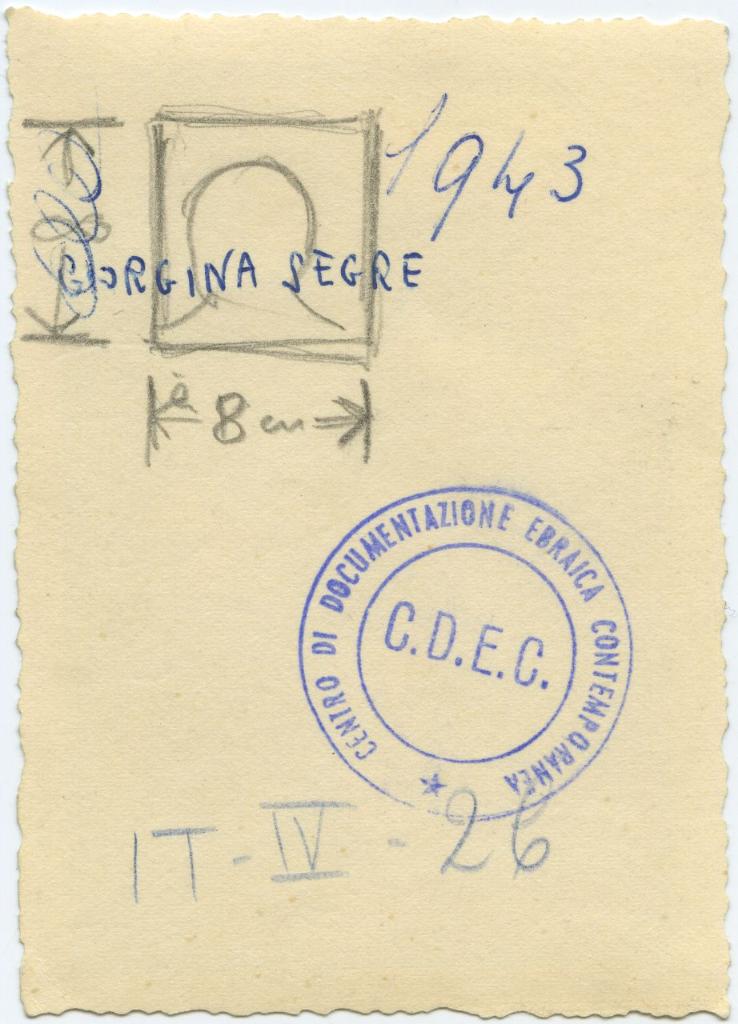 1943
GIORGINA SEGRE
8 cm
CENTRO DI DOCUMENTAZIONE EBRAICA CONTEMPORANEA
C.D.E.C.
IT-IV-26